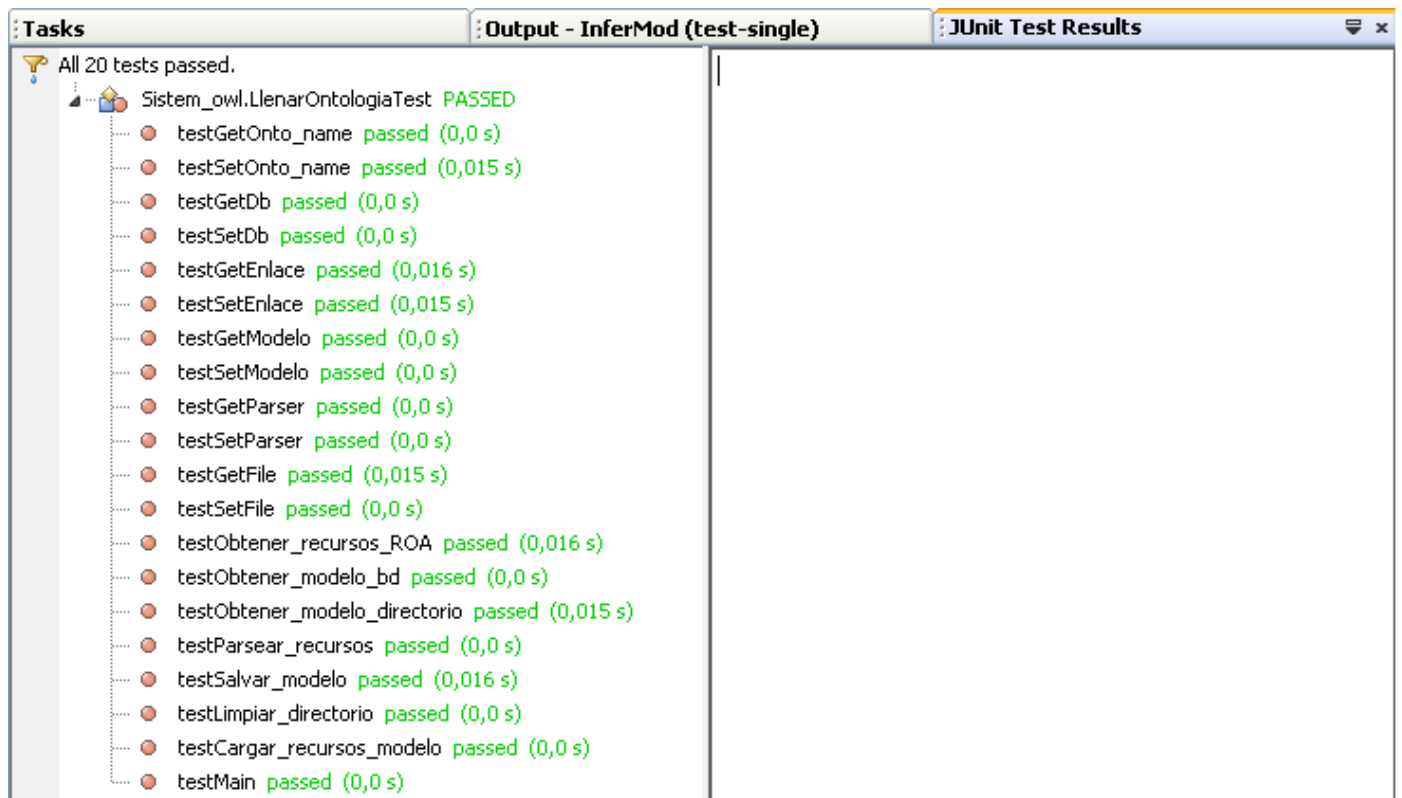 Tasks
Output - InferMod (test-single)
JUnit Test Results
All 20 tests passed.
Sistem_owl.LlenarOntologiaTest PASSED
testGetOnto_name passed (0,0 s)
testSetOnto_name passed (0,015 s)
testGetDb passed (0,0 s)
testSetDb passed (0,0 s)
testGetEnlace passed (0,016 s)
testSetEnlace passed (0,015 s)
testGetModelo passed (0,0 s)
testSetModelo passed (0,0 s)
testGetParser passed (0,0 s)
testSetParser passed (0,0 s)
testGetFile passed (0,015 s)
testSetFile passed (0,0 s)
testObtener_recursos_ROA passed (0,016 s)
testObtener_modelo_bd passed (0,0 s)
testObtener_modelo_directorio passed (0,015 s)
testParsear_recursos passed (0,0 s)
testSalvar_modelo passed (0,016 s)
testLimpiar_directorio passed (0,0 s)
testCargar_recursos_modelo passed (0,0 s)
testMain passed (0,0 s)